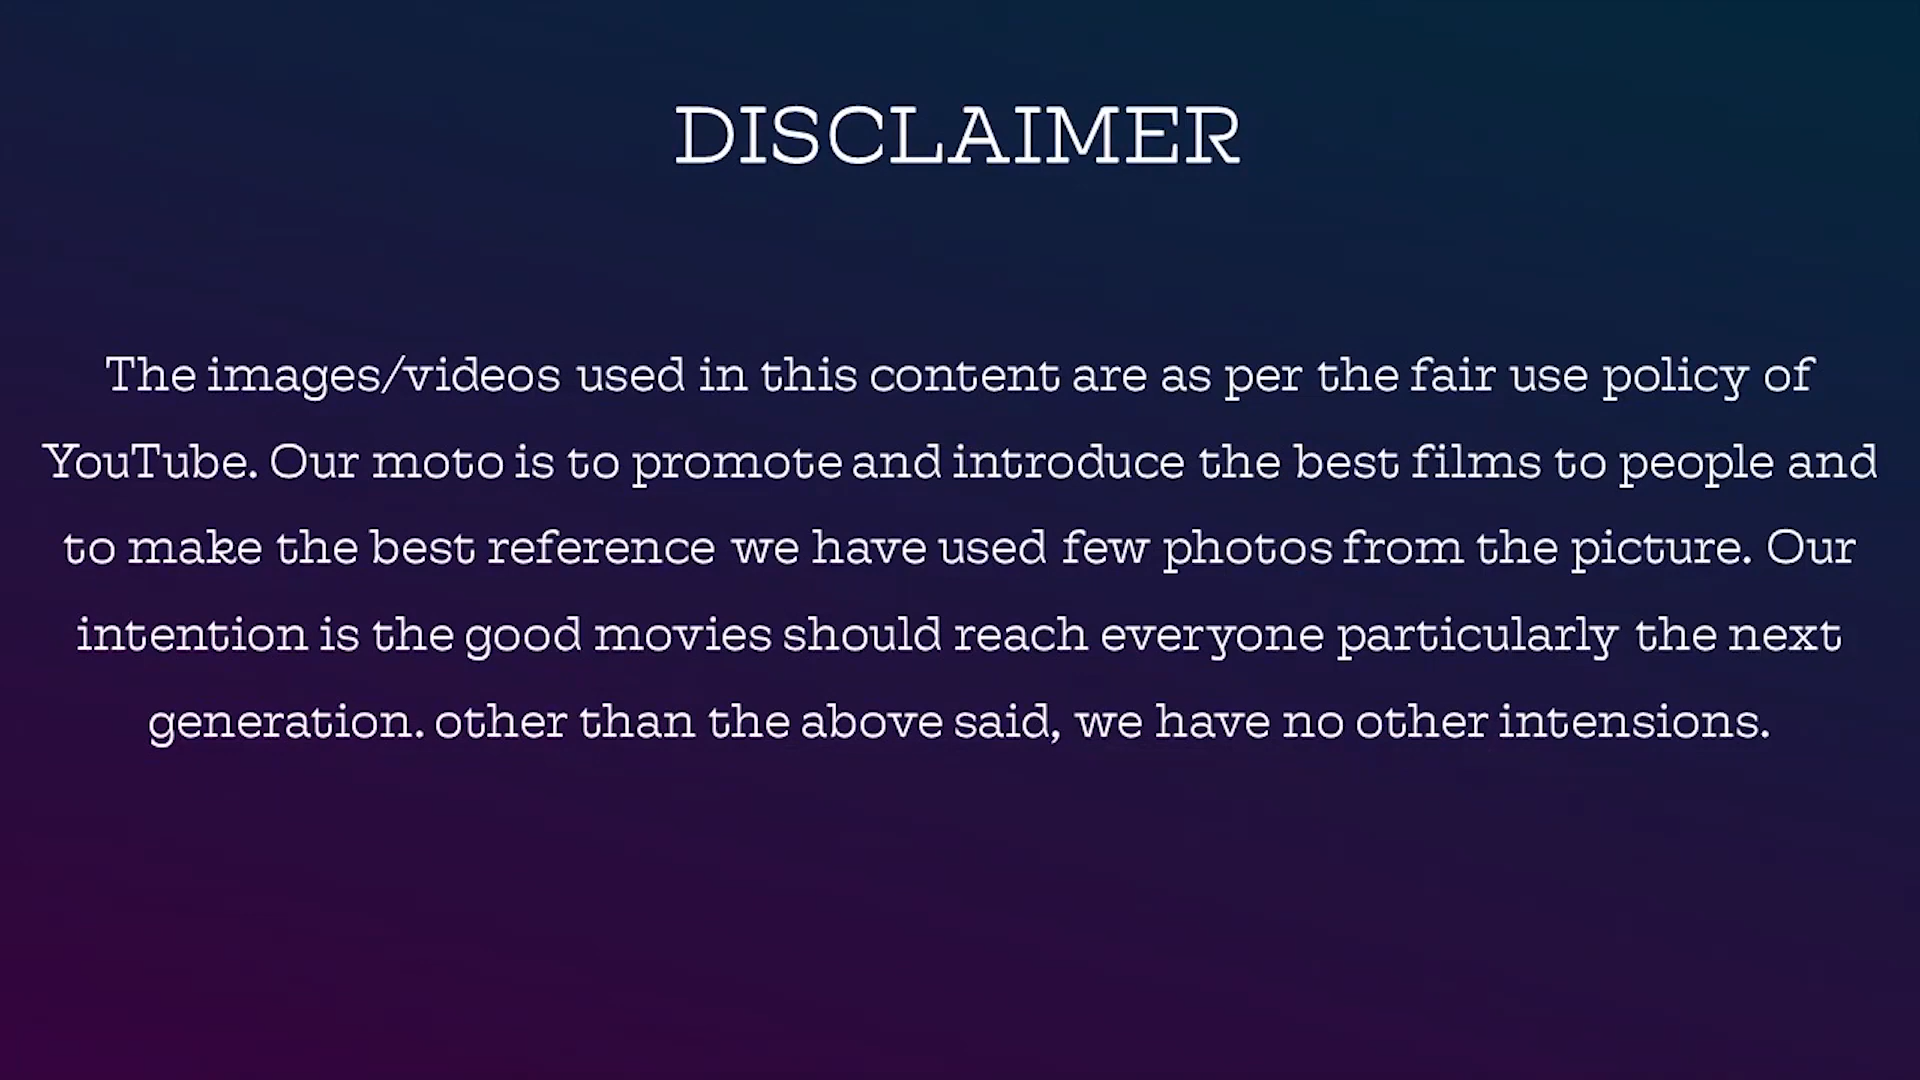 DISCLAIMER
The images/videos used in this content are as per the fair use policy of
YouTube. Our moto is to promote and introduce the best films to people and
to make the best reference we have used few photos from the picture. Our
intention is the good movies should reach everyone particularly the next
generation. other than the above said, we have no other intensions.